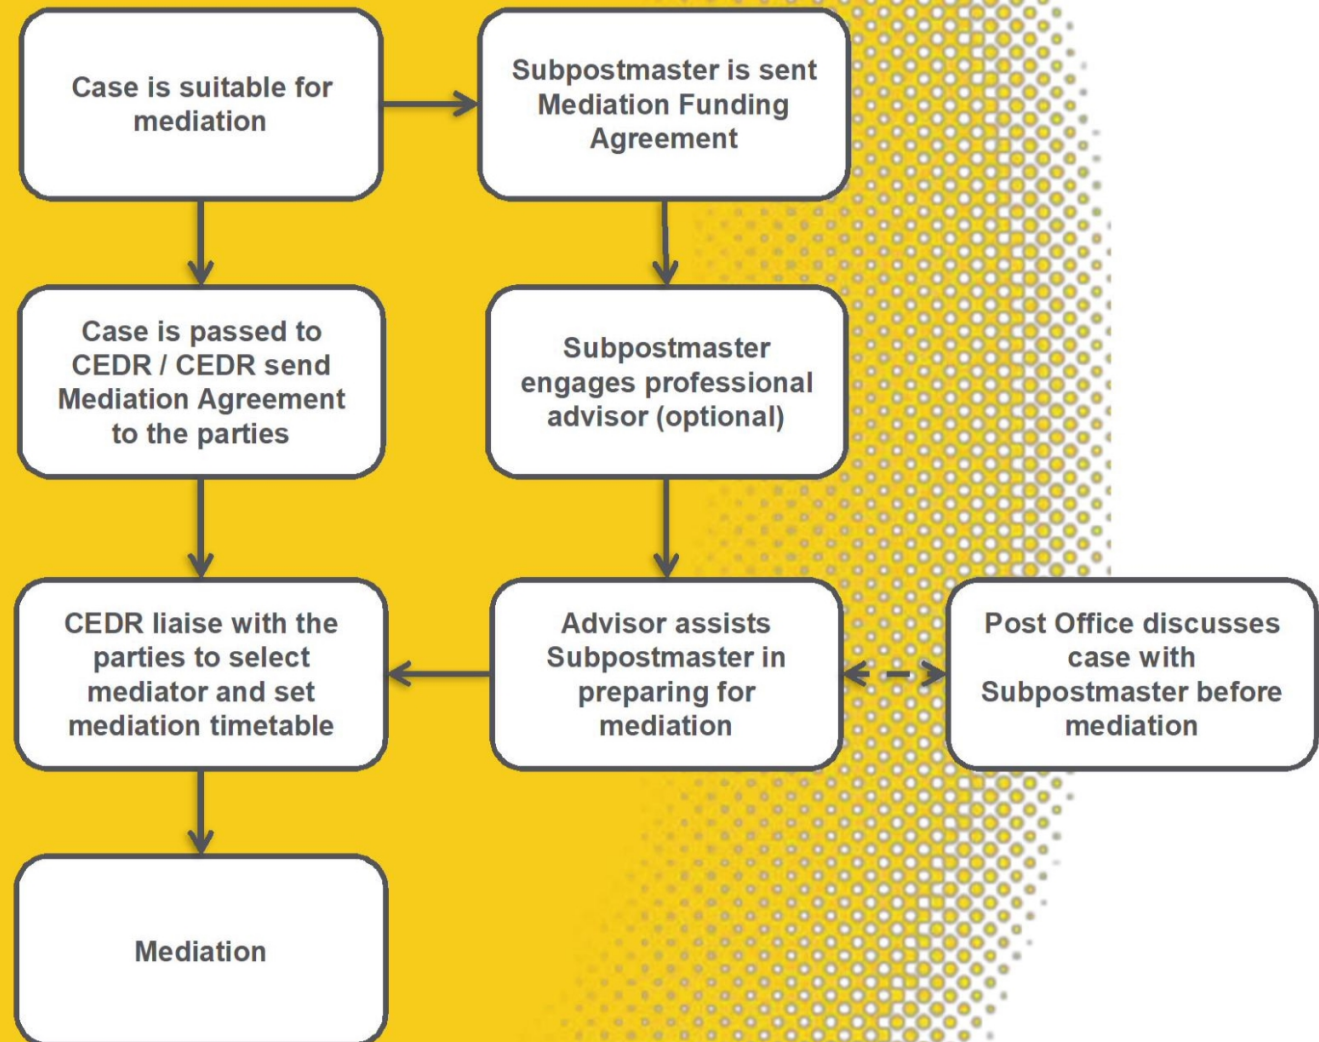 Case is suitable for
mediation
Subpostmaster is sent
Mediation Funding
Agreement
Case is passed to
CEDR / CEDR send
Mediation Agreement
to the parties
Subpostmaster
engages professional
advisor (optional)
CEDR liaise with the
parties to select
mediator and set
mediation timetable
Advisor assists
Subpostmaster in
preparing for
mediation
Post Office discusses
case with
Subpostmaster before
mediation
Mediation